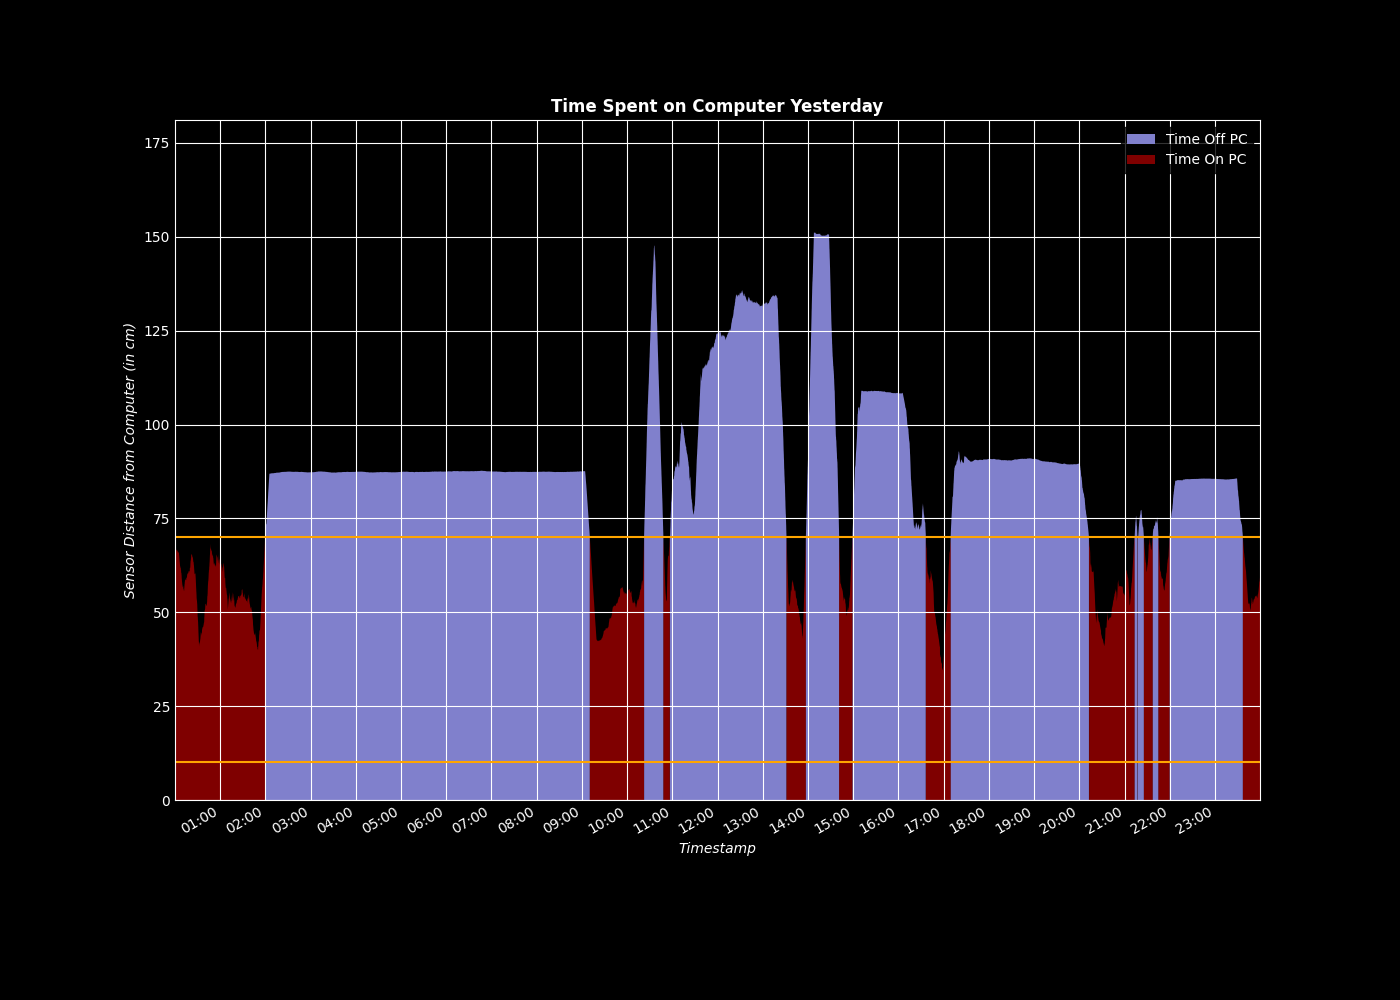 Time Spent on Computer Yesterday
Time Off PC
Time On PC
175
150
125
100
75
50
25
0
Sensor Distance from Computer (in cm)
01:00 02:00 03:00 04:00 05:00 06:00 07:00 08:00 09:00 10:00 11:00 12:00 13:00 14:00 15:00 16:00 17:00 18:00 19:00 20:00 21:00 22:00 23:00
Timestamp